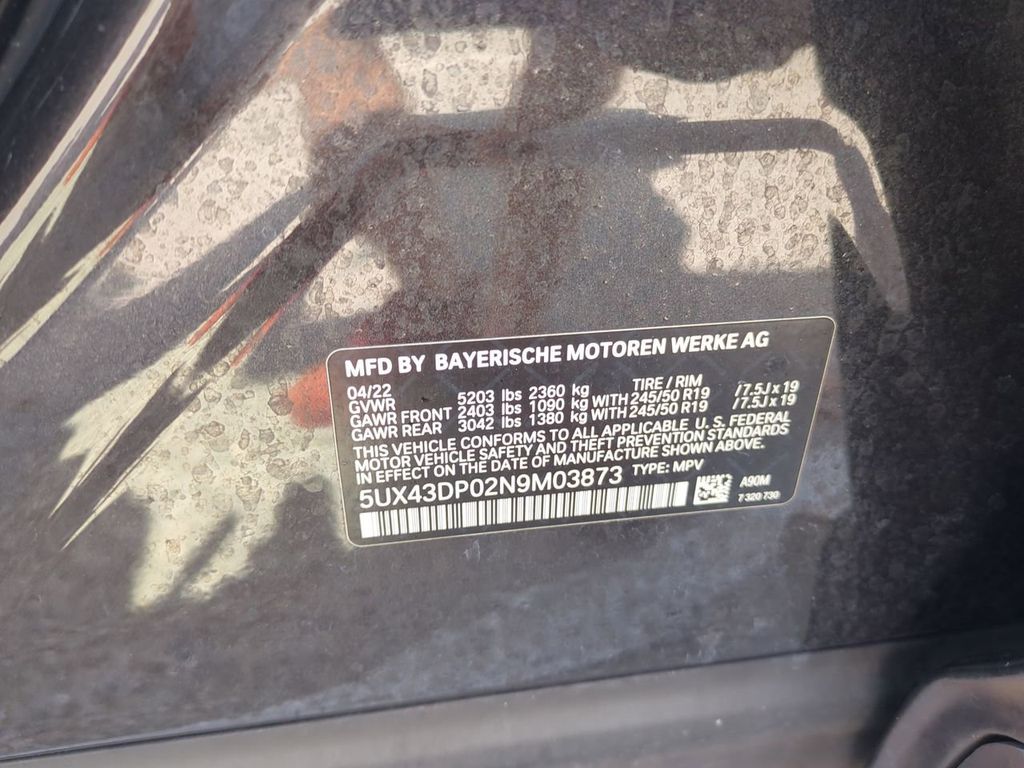 MFD BY BAYERISCHE MOTOREN WERKE AG
04/22 TIRE / RIM
GVWR 5203 lbs 2360 kg
GAWR FRONT 2403 lbs 1090 kg WITH 245/50 R19 /7.5J x 19
GAWR REAR 3042 lbs 1380 kg WITH 245/50 R19 /7.5J x 19
THIS VEHICLE CONFORMS TO ALL APPLICABLE U. S. FEDERAL
MOTOR VEHICLE SAFETY AND THEFT PREVENTION STANDARDS
IN EFFECT ON THE DATE OF MANUFACTURE SHOWN ABOVE.
5UX43DP02N9M03873 TYPE: MPV
A90M
7 320 730